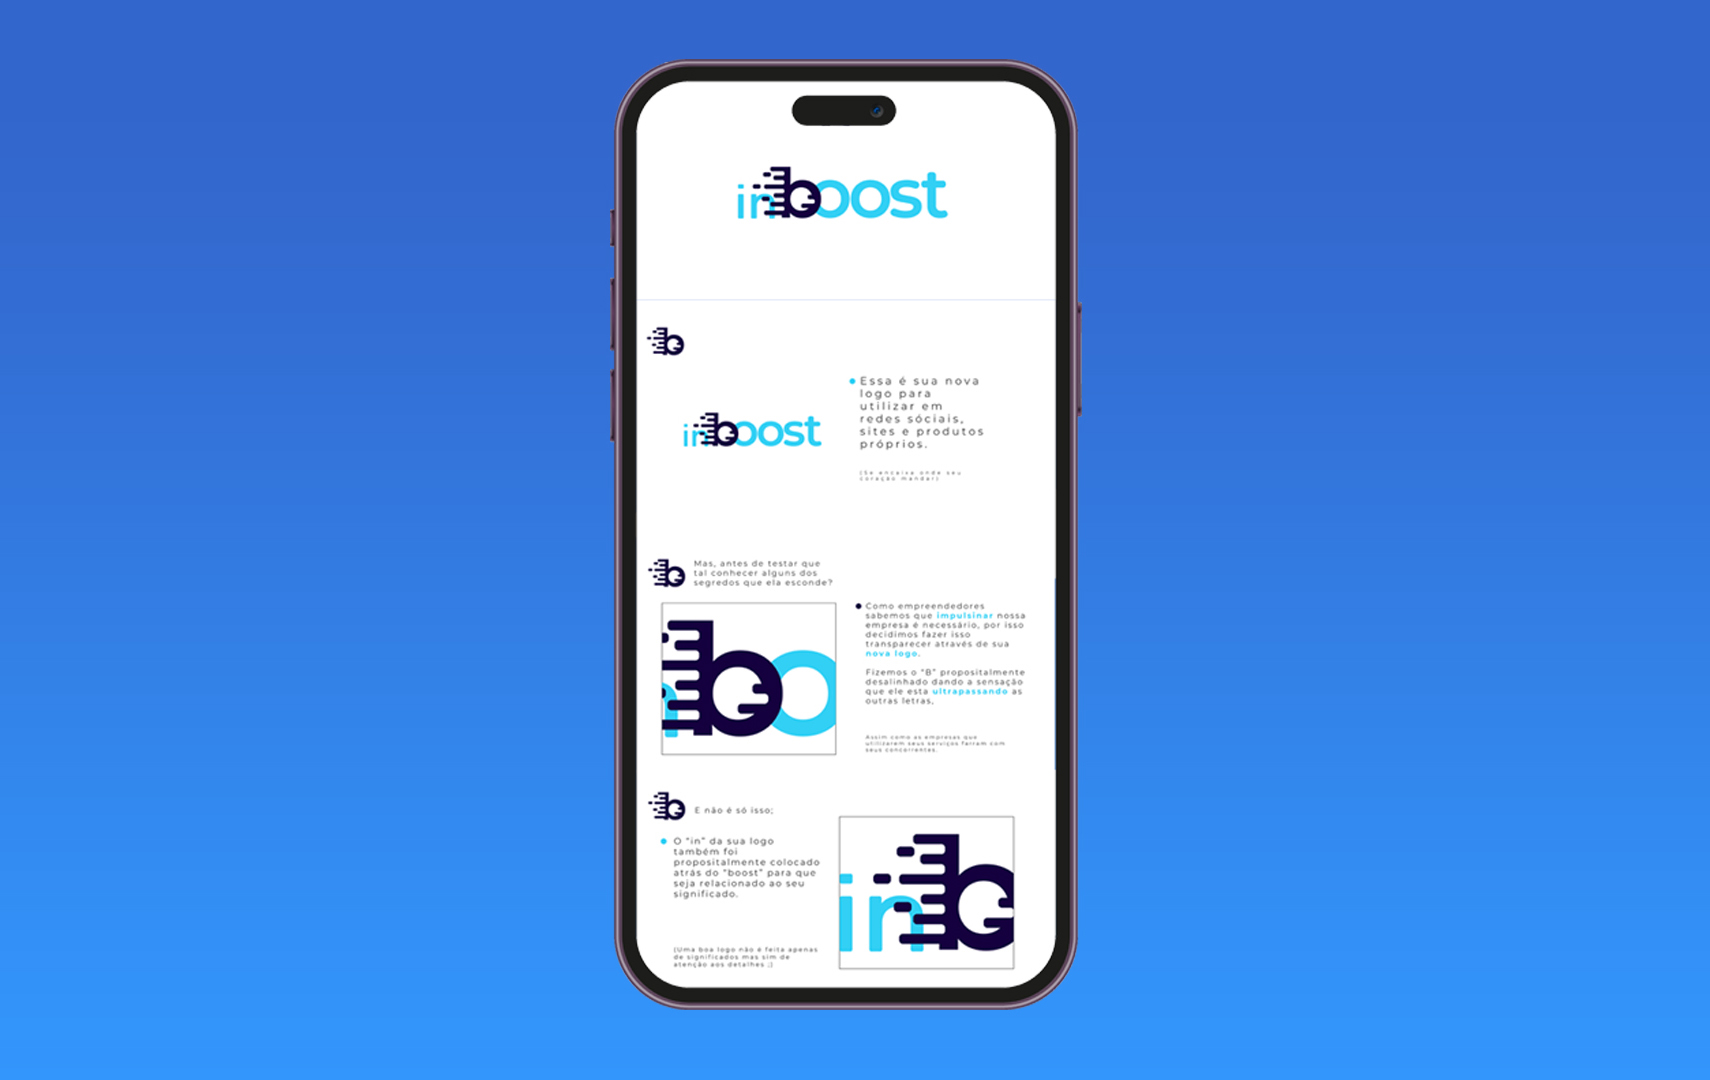 inboost
Essa é sua nova
logo para
utilizar em
redes sóciais,
sites e produtos
próprios.
inboost
(Se encaixa onde seu
coração mandar)
Mas, antes de testar que
tal conhecer alguns dos
segredos que ela esconde?
Como empreendedores
sabemos que impulsinar nossa
empresa é necessário, por isso
decidimos fazer isso
transparecer através de sua
nova logo.
Fizemos o "B" propositalmente
desalinhado dando a sensação
que ele esta ultrapassando as
outras letras,
Assim como as empresas que
utilizarem seus serviços farram com
seus concorrentes.
E não é só isso;
O "in" da sua logo
também foi
propositalmente colocado
atrás do "boost" para que
seja relacionado ao seu
significado.
(Uma boa logo não é feita apenas
de significados mas sim de
atenção aos detalhes ;)